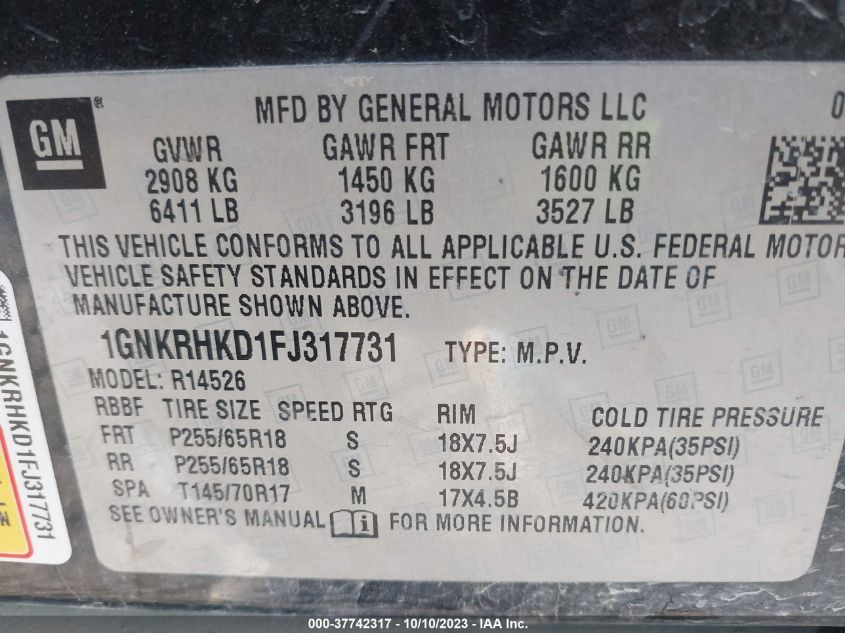 GM ®
MFD BY GENERAL MOTORS LLC 0
GVWR GAWR FRT GAWR RR
2908 KG 1450 KG 1600 KG
6411 LB 3196 LB 3527 LB
THIS VEHICLE CONFORMS TO ALL APPLICABLE U.S. FEDERAL MOTOR
VEHICLE SAFETY STANDARDS IN EFFECT ON THE DATE OF
MANUFACTURE SHOWN ABOVE.
1GNKRHKD1FJ317731 TYPE: M.P.V.
MODEL: R14526
RBBF TIRE SIZE SPEED RTG RIM COLD TIRE PRESSURE
FRT P255/65R18 S 18X7.5J 240KPA(35PSI)
RR P255/65R18 S 18X7.5J 240KPA(35PSI)
SPA T145/70R17 M 17X4.5B 420KPA(60PSI)
SEE OWNER'S MANUAL i FOR MORE INFORMATION.
1GNKRHKD1FJ317731
000-37742317 - 10/10/2023 - IAA Inc.